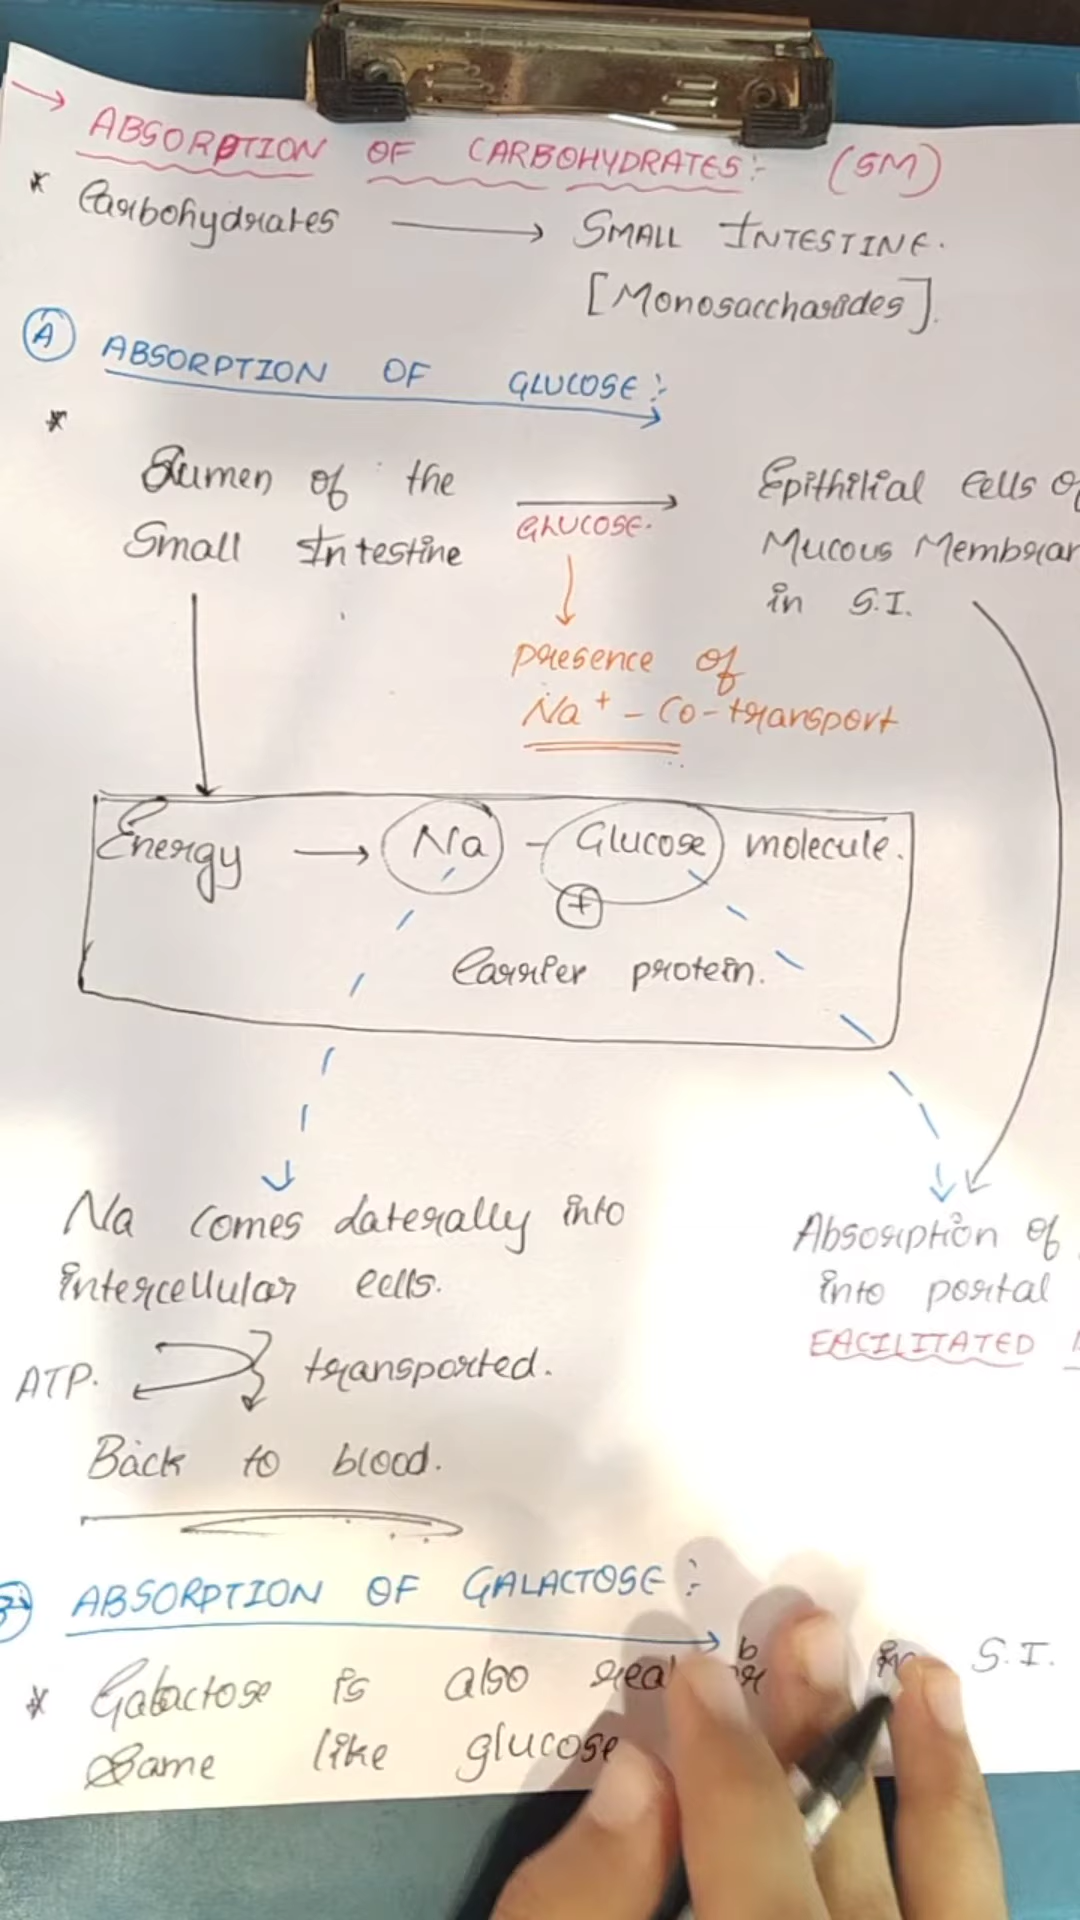 → ABSORPTION OF CARBOHYDRATES:- (5M)
* Carbohydrates → SMALL INTESTINE.
[Monosaccharides].
(A) ABSORPTION OF GLUCOSE:-
*
Lumen of the
Small Intestine
→
GLUCOSE.
Epithilial cells
Mucous
in S.I.
presence of
Na+ - Co-transport
Energy → Na - Glucose molecule.
+
Carrier protein.
Na comes laterally into
intercellular cells.
ATP. transported.
Back to blood.
Absorption of
into portal
FACILITATED
ABSORPTION OF GALACTOSE:-
* Galactose is also S.I.
Same like glucose